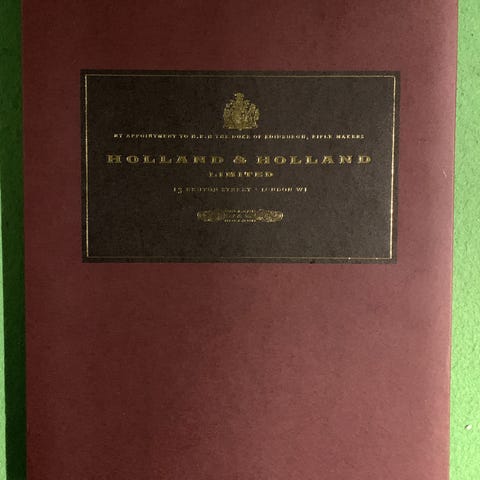 BY APPOINTMENT TO H.R.H THE DUKE OF EDINBURGH, RIFLE MAKERS
HOLLAND & HOLLAND
LIMITED
13 BRUTON STREET · LONDON W1